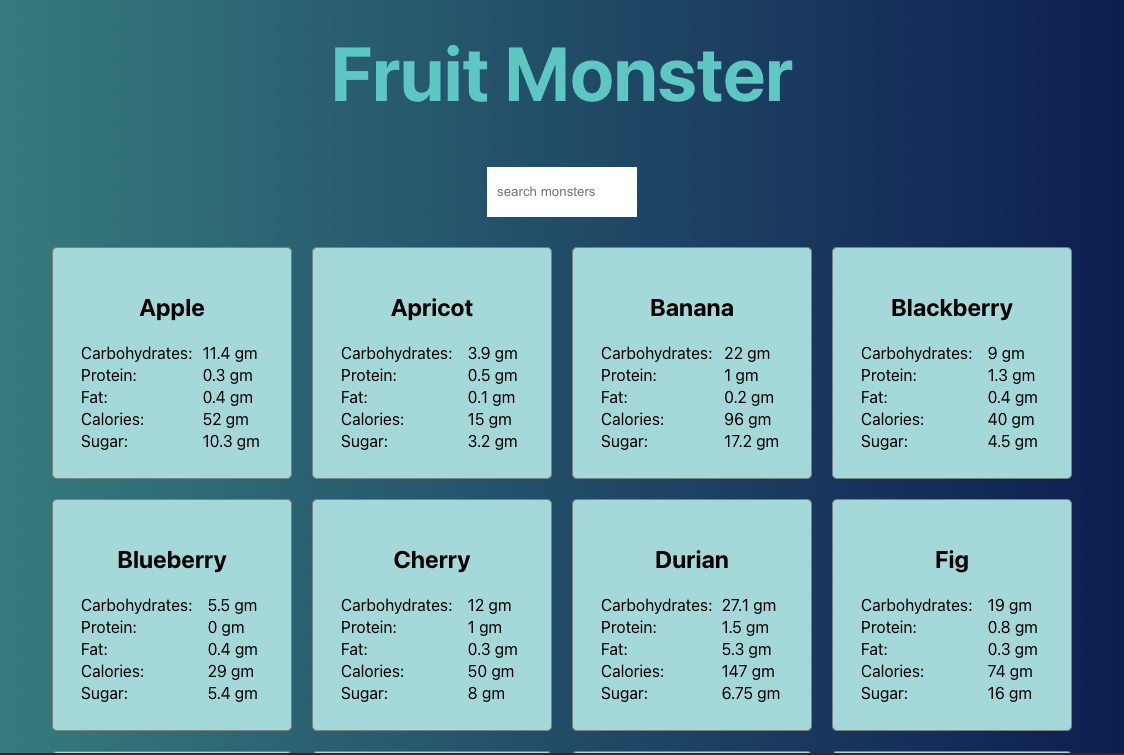 Fruit Monster
search monsters
Apple
Carbohydrates: 11.4 gm
Protein: 0.3 gm
Fat: 0.4 gm
Calories: 52 gm
Sugar: 10.3 gm
Apricot
Carbohydrates: 3.9 gm
Protein: 0.5 gm
Fat: 0.1 gm
Calories: 15 gm
Sugar: 3.2 gm
Banana
Carbohydrates: 22 gm
Protein: 1 gm
Fat: 0.2 gm
Calories: 96 gm
Sugar: 17.2 gm
Blackberry
Carbohydrates: 9 gm
Protein: 1.3 gm
Fat: 0.4 gm
Calories: 40 gm
Sugar: 4.5 gm
Blueberry
Carbohydrates: 5.5 gm
Protein: 0 gm
Fat: 0.4 gm
Calories: 29 gm
Sugar: 5.4 gm
Cherry
Carbohydrates: 12 gm
Protein: 1 gm
Fat: 0.3 gm
Calories: 50 gm
Sugar: 8 gm
Durian
Carbohydrates: 27.1 gm
Protein: 1.5 gm
Fat: 5.3 gm
Calories: 147 gm
Sugar: 6.75 gm
Fig
Carbohydrates: 19 gm
Protein: 0.8 gm
Fat: 0.3 gm
Calories: 74 gm
Sugar: 16 gm